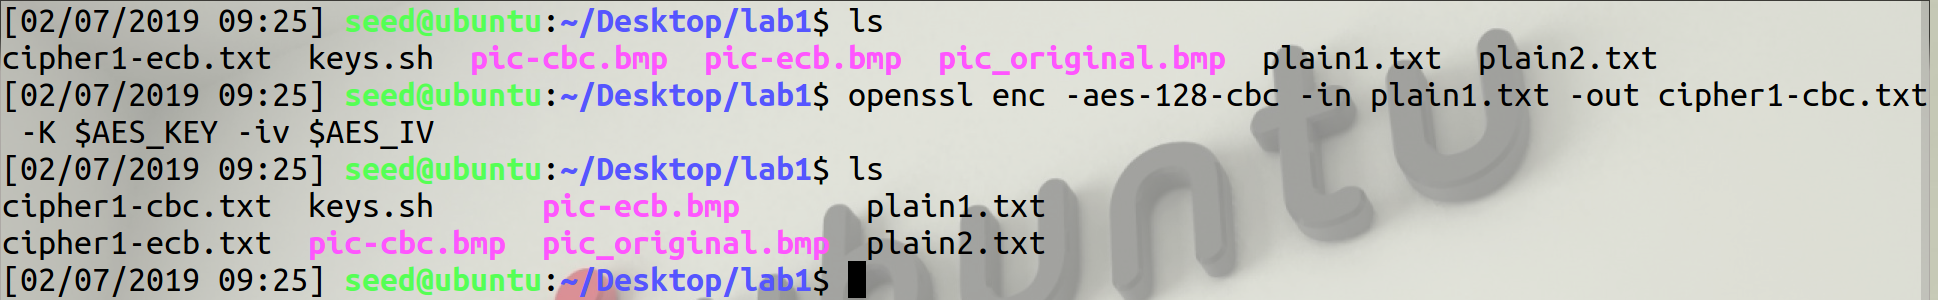 [02/07/2019 09:25] seed@ubuntu:~/Desktop/lab1$ ls
cipher1-ecb.txt  keys.sh  pic-cbc.bmp  pic-ecb.bmp  pic_original.bmp  plain1.txt  plain2.txt
[02/07/2019 09:25] seed@ubuntu:~/Desktop/lab1$ openssl enc -aes-128-cbc -in plain1.txt -out cipher1-cbc.txt
 -K $AES_KEY -iv $AES_IV
[02/07/2019 09:25] seed@ubuntu:~/Desktop/lab1$ ls
cipher1-cbc.txt  keys.sh      pic-ecb.bmp       plain1.txt
cipher1-ecb.txt  pic-cbc.bmp  pic_original.bmp  plain2.txt
[02/07/2019 09:25] seed@ubuntu:~/Desktop/lab1$
ubuntu